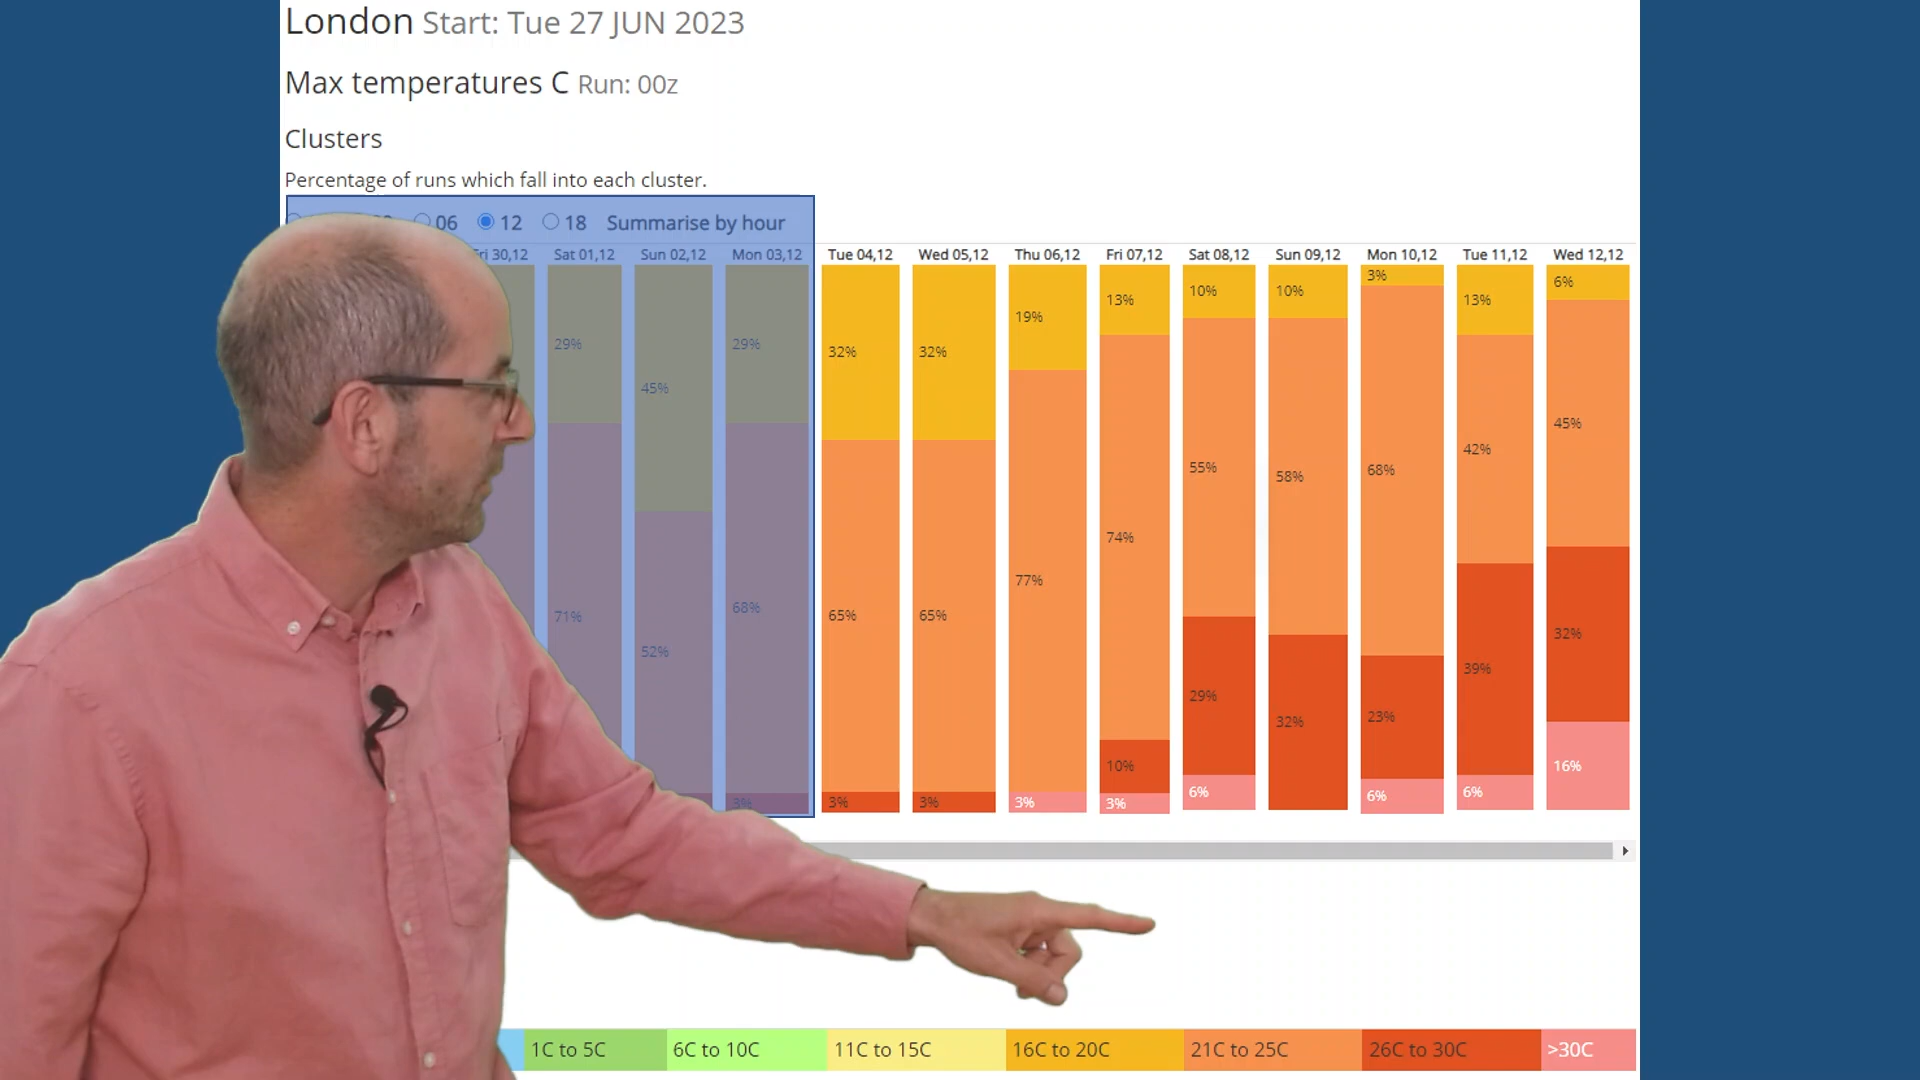 London Start: Tue 27 JUN 2023
Max temperatures C Run: 00z
Clusters
Percentage of runs which fall into each cluster.
06 12 18 Summarise by hour
Fri 30,12 Sat 01,12 Sun 02,12 Mon 03,12 Tue 04,12 Wed 05,12 Thu 06,12 Fri 07,12 Sat 08,12 Sun 09,12 Mon 10,12 Tue 11,12 Wed 12,12
29% 45% 29% 32% 32% 19% 13% 10% 10% 3% 13% 6%
71% 52% 68% 65% 65% 77% 74% 55% 58% 68% 42% 45%
3% 3% 3% 10% 29% 32% 23% 39% 32%
3% 3% 6% 6% 6% 16%
1C to 5C 6C to 10C 11C to 15C 16C to 20C 21C to 25C 26C to 30C >30C